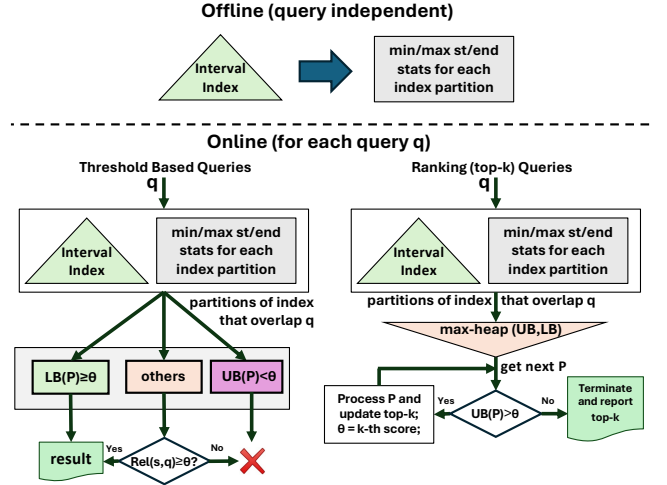 Offline (query independent)
Interval
Index
min/max st/end
stats for each
index partition
Online (for each query q)
Threshold Based Queries
q
Interval
Index
min/max st/end
stats for each
index partition
partitions of index
that overlap q
LB(P)≥θ
others
UB(P)<θ
result
Yes
Rel(s,q)≥θ?
No
Ranking (top-k) Queries
q
Interval
Index
min/max st/end
stats for each
index partition
partitions of index that overlap q
max-heap (UB,LB)
get next P
Process P and
update top-k;
θ = k-th score;
Yes
UB(P)>θ
No
Terminate
and report
top-k